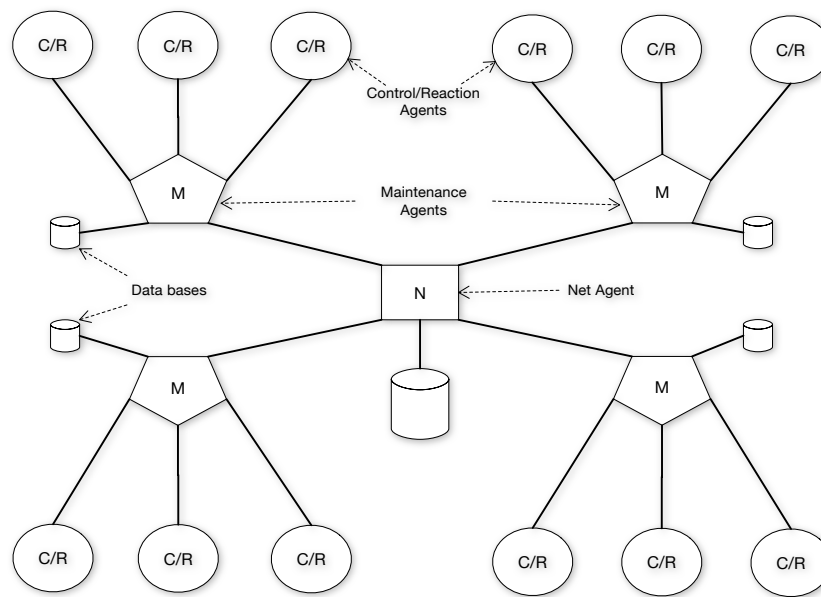 C/R
C/R
C/R
C/R
C/R
C/R
Control/Reaction
Agents
M
Maintenance
Agents
M
Data bases
N
Net Agent
M
M
C/R
C/R
C/R
C/R
C/R
C/R